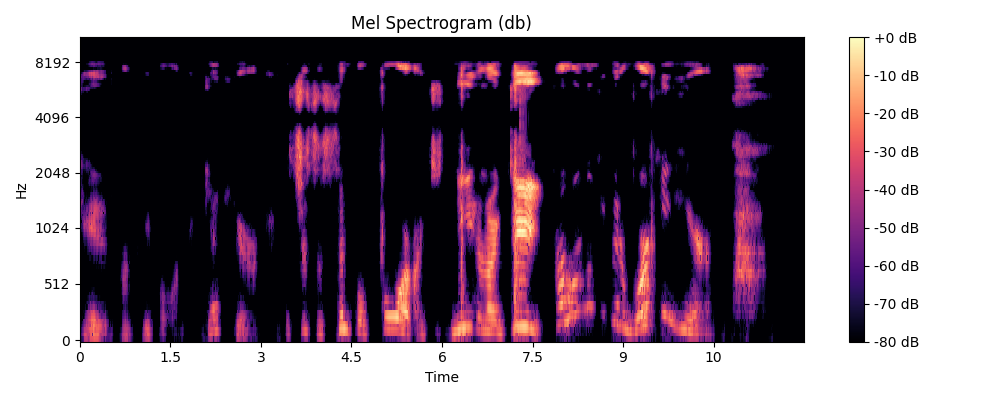 Mel Spectrogram (db)
8192
4096
2048
1024
512
0
Hz
0 1.5 3 4.5 6 7.5 9 10
Time
+0 dB
-10 dB
-20 dB
-30 dB
-40 dB
-50 dB
-60 dB
-70 dB
-80 dB